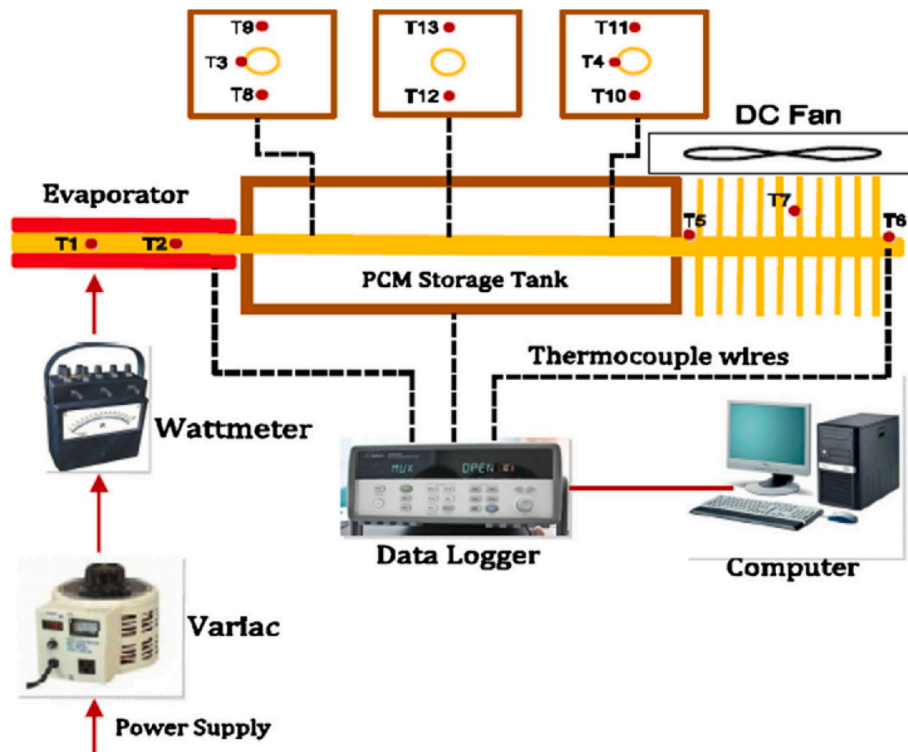 T9
T3
T8
T13
T12
T11
T4
T10
DC Fan
Evaporator
T1
T2
T5
T7
T6
PCM Storage Tank
Thermocouple wires
Wattmeter
MUX OPEN
Data Logger
Computer
Variac
Power Supply